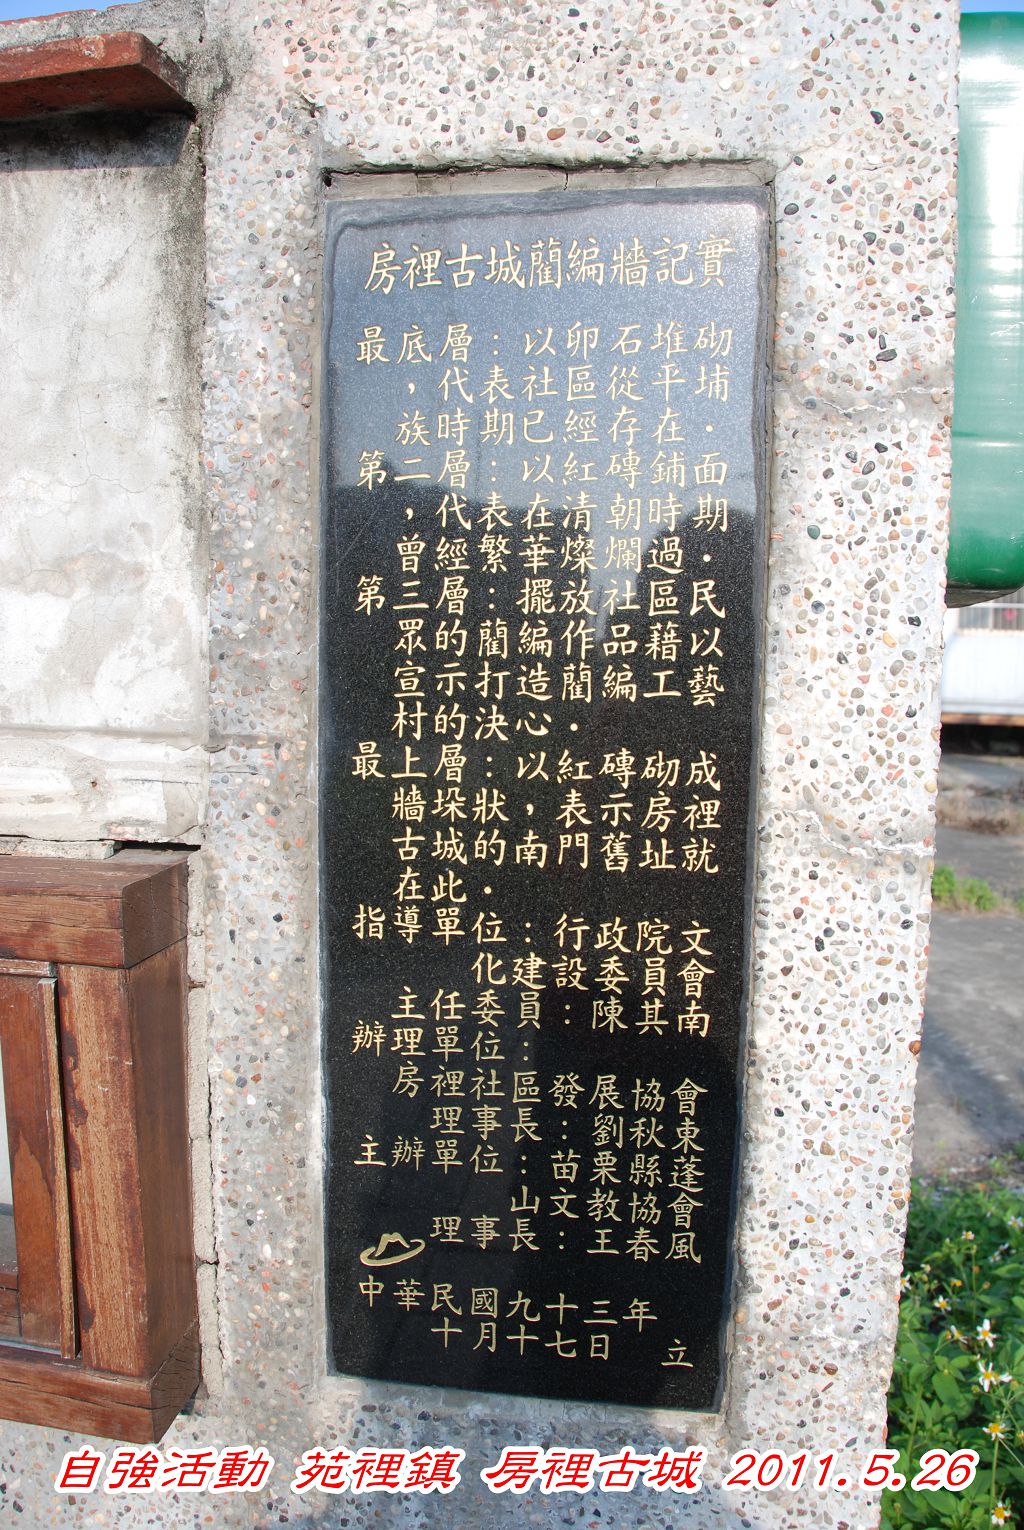 房裡古城藺編牆記實
最底層：以卵石堆砌
，代表社區從平埔
族時期已經存在．
第二層：以紅磚鋪面
，代表在清朝時期
曾經繁華燦爛過．
第三層：擺放社區民
眾的藺編作品藉以
宣示打造藺編工藝
村的決心．
最上層：以紅磚砌成
牆垛狀，表示房裡
古城的南門舊址就
在此．
指導單位：行政院文
化建設委員會
主任委員：陳其南
辦理單位：
房裡社區發展協會
理事長：劉秋東
主辦單位：苗栗縣蓬
山文教協會
理事長：王春風
中華民國九十三年
十月十七日 立
自強活動 苑裡鎮 房裡古城 2011.5.26